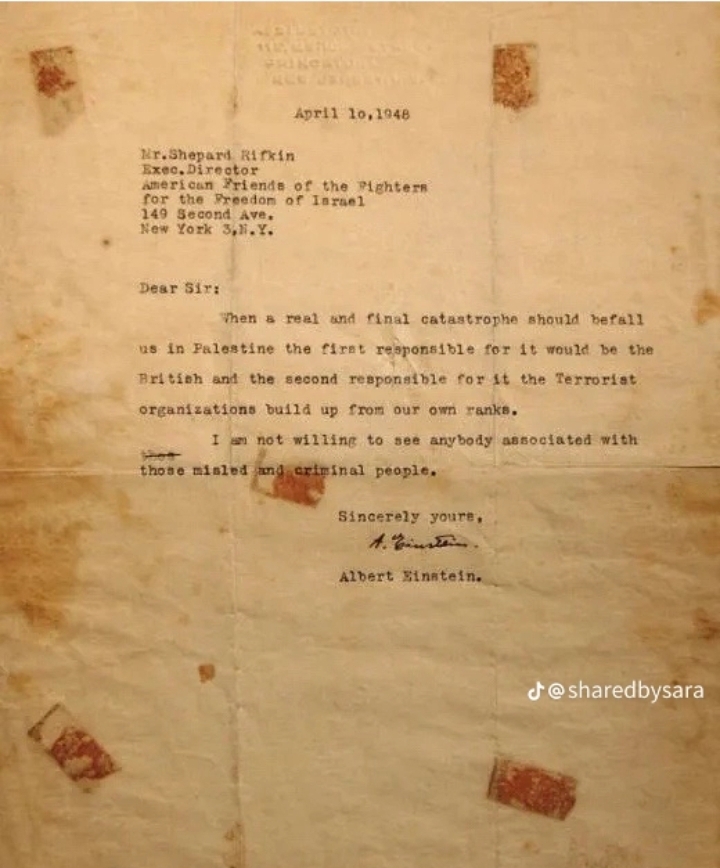 April 10,1948
Mr.Shepard Rifkin
Exec.Director
American Friends of the Fighters
for the Freedom of Israel
149 Second Ave.
New York 3,N.Y.
Dear Sir:
When a real and final catastrophe should befall
us in Palestine the first responsible for it would be the
British and the second responsible for it the Terrorist
organizations build up from our own ranks.
I am not willing to see anybody associated with
those misled and criminal people.
Sincerely yours,
A. Einstein.
Albert Einstein.
@sharedbysara